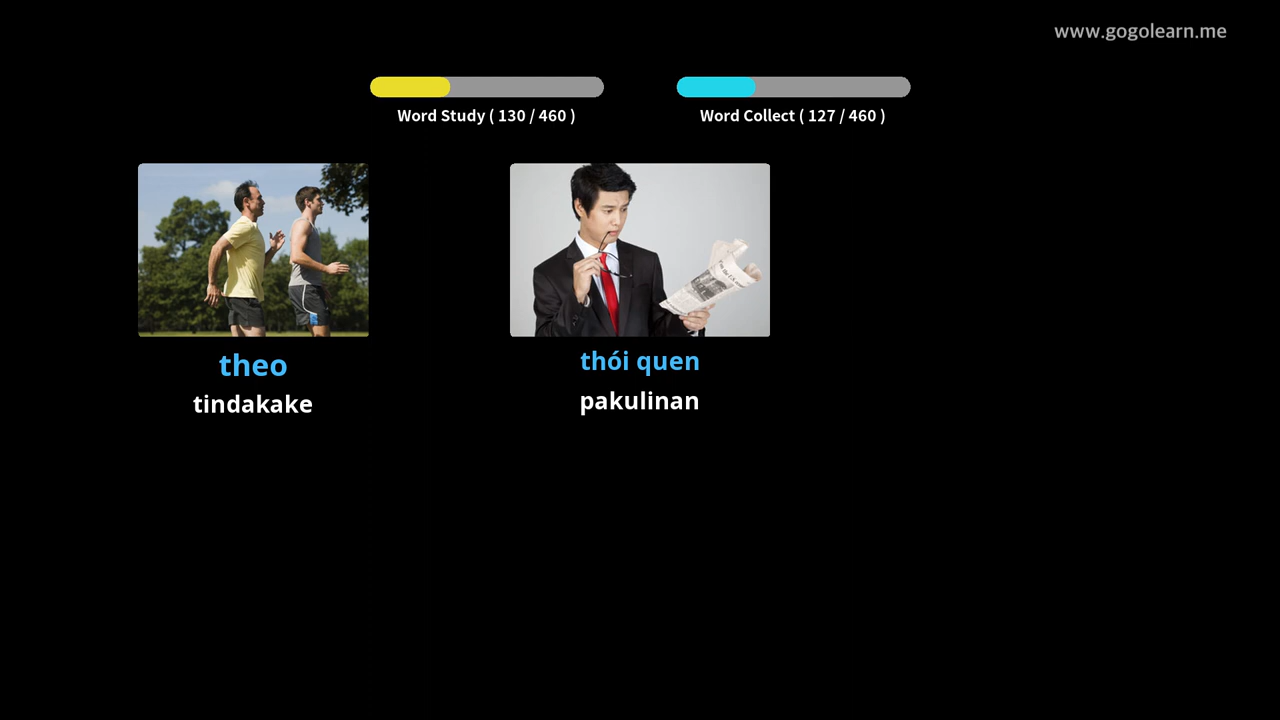 www.gogolearn.me
Word Study ( 130 / 460 )
Word Collect ( 127 / 460 )
theo
tindakake
thói quen
pakulinan